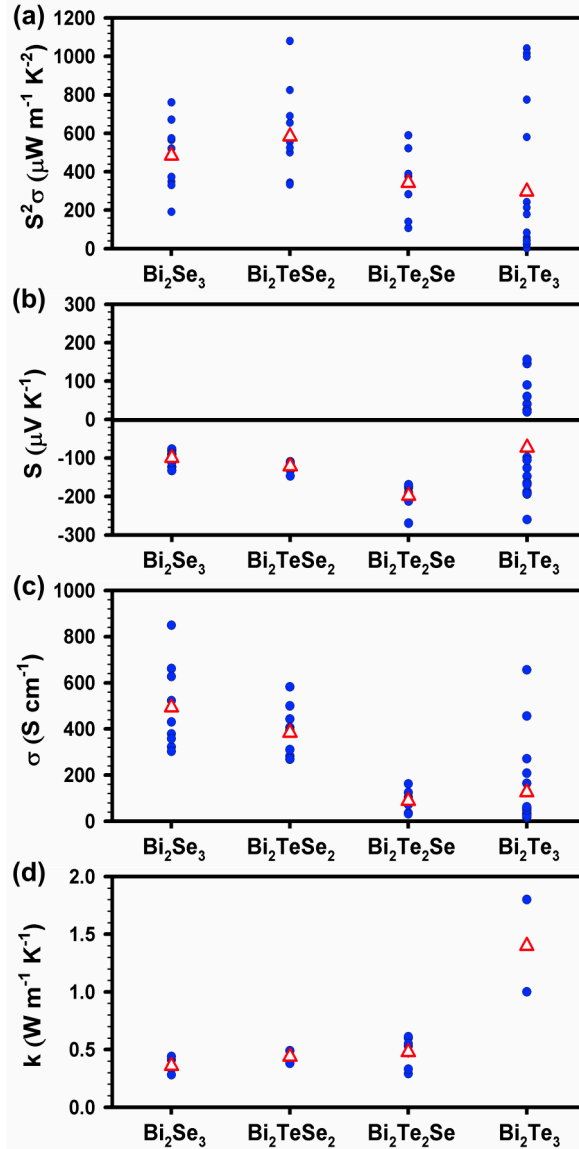 (a)
1200
1000
800
600
400
200
0
S²σ (μW m⁻¹ K⁻²)
Bi₂Se₃ Bi₂TeSe₂ Bi₂Te₂Se Bi₂Te₃
(b)
300
200
100
0
-100
-200
-300
S (μV K⁻¹)
Bi₂Se₃ Bi₂TeSe₂ Bi₂Te₂Se Bi₂Te₃
(c)
1000
800
600
400
200
0
σ (S cm⁻¹)
Bi₂Se₃ Bi₂TeSe₂ Bi₂Te₂Se Bi₂Te₃
(d)
2.0
1.5
1.0
0.5
0.0
k (W m⁻¹ K⁻¹)
Bi₂Se₃ Bi₂TeSe₂ Bi₂Te₂Se Bi₂Te₃